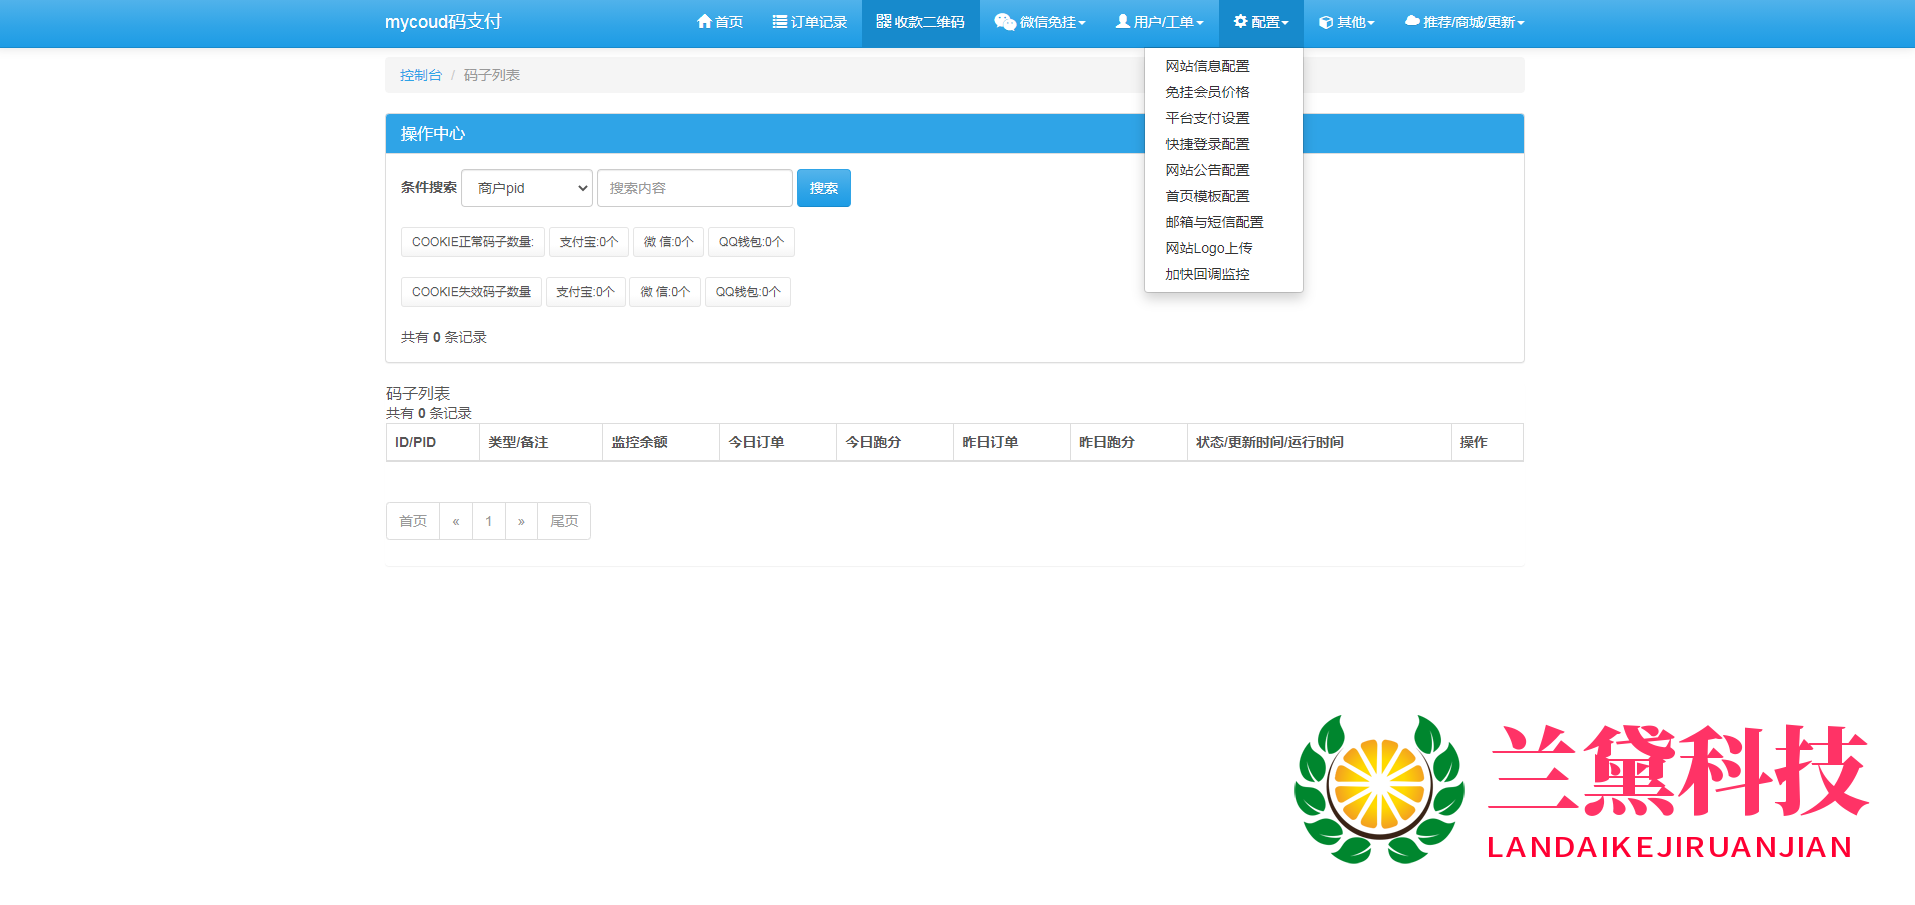 mycoud码支付 首页 订单记录 收款二维码 微信免挂 用户/工单 配置 其他 推荐/商城/更新
网站信息配置
免挂会员价格
平台支付设置
快捷登录配置
网站公告配置
首页模板配置
邮箱与短信配置
网站Logo上传
加快回调监控
控制台 / 码子列表
操作中心
条件搜索 商户pid 搜索内容 搜索
COOKIE正常码子数量: 支付宝:0个 微 信:0个 QQ钱包:0个
COOKIE失效码子数量 支付宝:0个 微 信:0个 QQ钱包:0个
共有 0 条记录
码子列表
共有 0 条记录
ID/PID 类型/备注 监控余额 今日订单 今日跑分 昨日订单 昨日跑分 状态/更新时间/运行时间 操作
首页 « 1 » 尾页
兰黛科技
LANDAIKEJIRUANJIAN